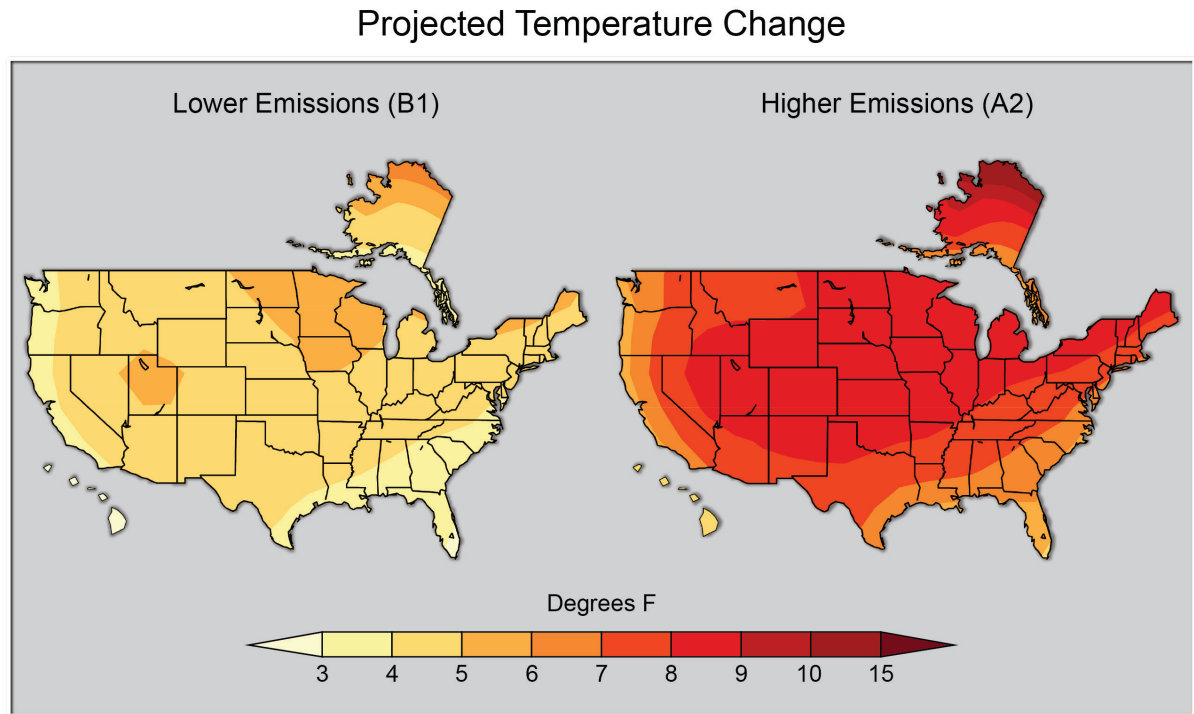 Projected Temperature Change
Lower Emissions (B1)
Higher Emissions (A2)
Degrees F
3 4 5 6 7 8 9 10 15